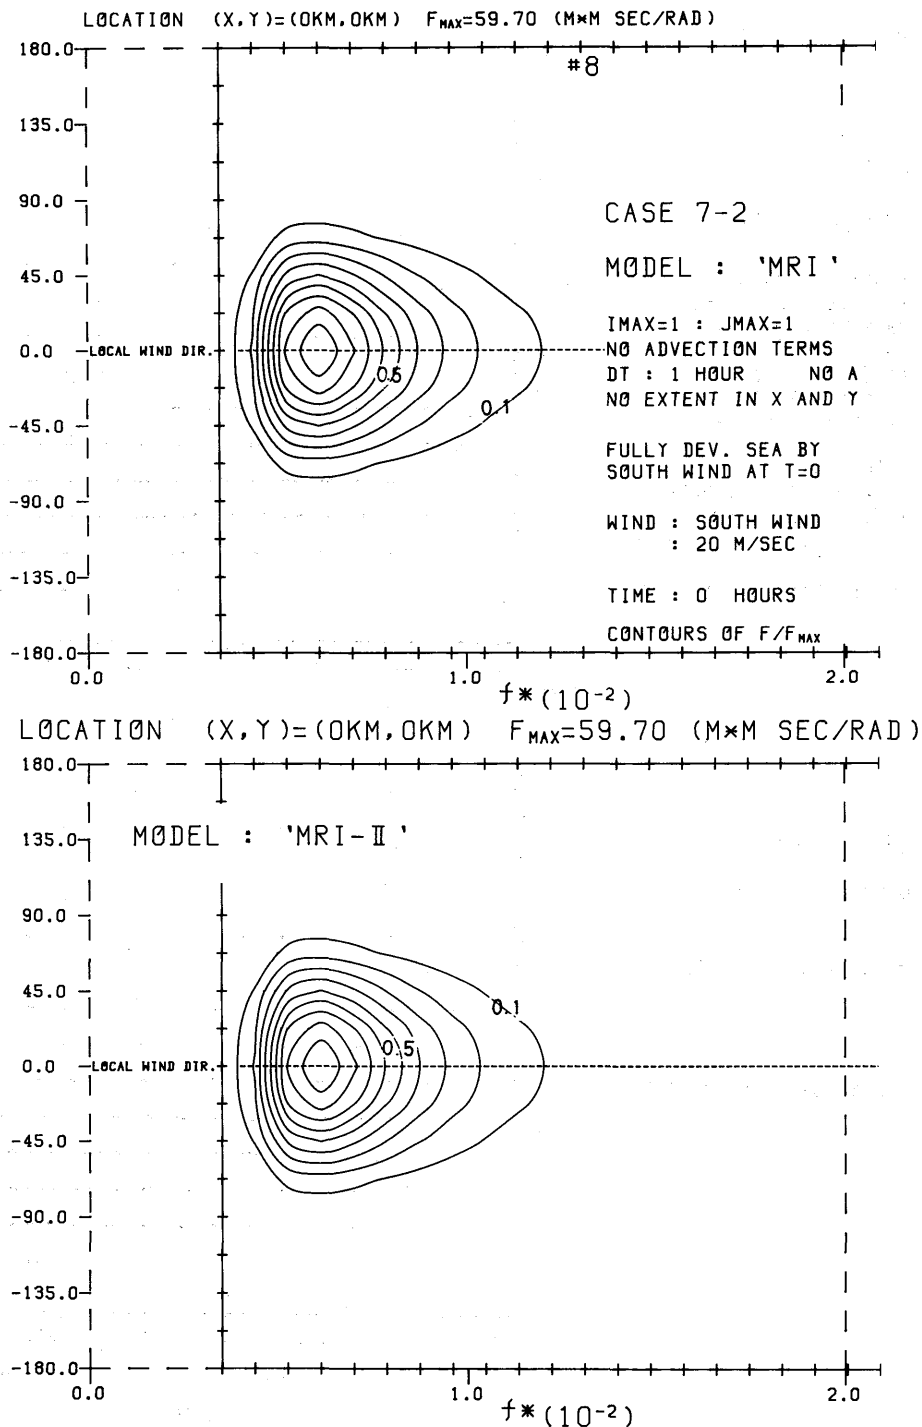 LOCATION (X,Y)=(0KM,0KM) FMAX=59.70 (M*M SEC/RAD)
180.0
#8
135.0
90.0
CASE 7-2
MODEL : 'MRI'
45.0
IMAX=1 : JMAX=1
0.0 LOCAL WIND DIR.
NO ADVECTION TERMS
0.5
DT : 1 HOUR NO A
NO EXTENT IN X AND Y
0.1
-45.0
FULLY DEV. SEA BY
SOUTH WIND AT T=0
-90.0
WIND : SOUTH WIND
: 20 M/SEC
-135.0
TIME : 0 HOURS
CONTOURS OF F/FMAX
-180.0
0.0 1.0 2.0
f*(10-2)
LOCATION (X,Y)=(0KM,0KM) FMAX=59.70 (M*M SEC/RAD)
180.0
135.0
MODEL : 'MRI-II'
90.0
45.0
0.1
0.5
0.0 LOCAL WIND DIR.
-45.0
-90.0
-135.0
-180.0
0.0 1.0 2.0
f*(10-2)